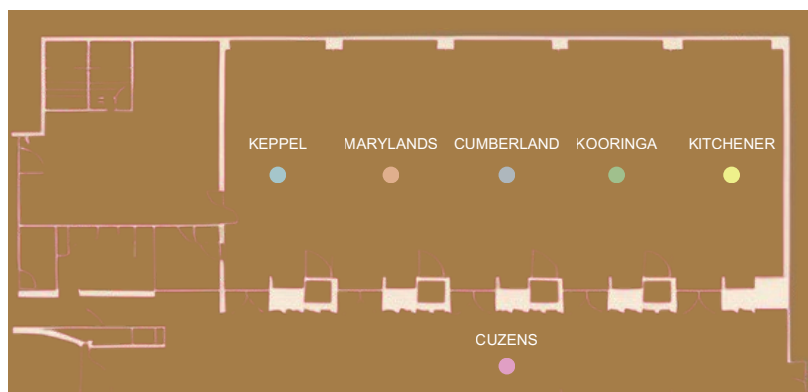 KEPPEL
MARYLANDS
CUMBERLAND
KOORINGA
KITCHENER
CUZENS